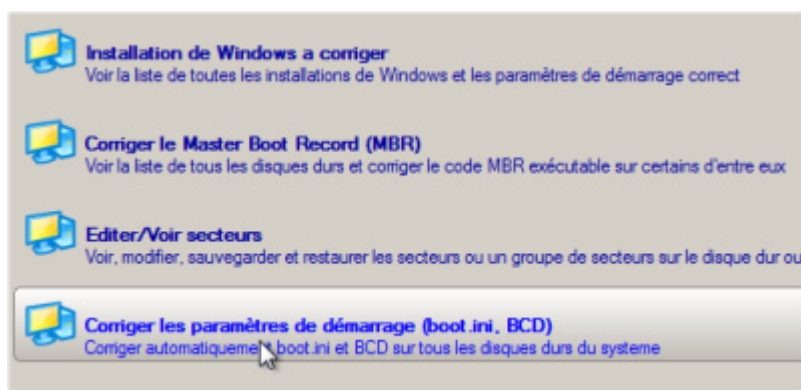 Installation de Windows a corriger
Voir la liste de toutes les installations de Windows et les paramètres de démarrage correct
Corriger le Master Boot Record (MBR)
Voir la liste de tous les disques durs et corriger le code MBR exécutable sur certains d'entre eux
Editer/Voir secteurs
Voir, modifier, sauvegarder et restaurer les secteurs ou un groupe de secteurs sur le disque dur ou
Corriger les paramètres de démarrage (boot.ini, BCD)
Corriger automatiquement boot.ini et BCD sur tous les disques durs du systeme